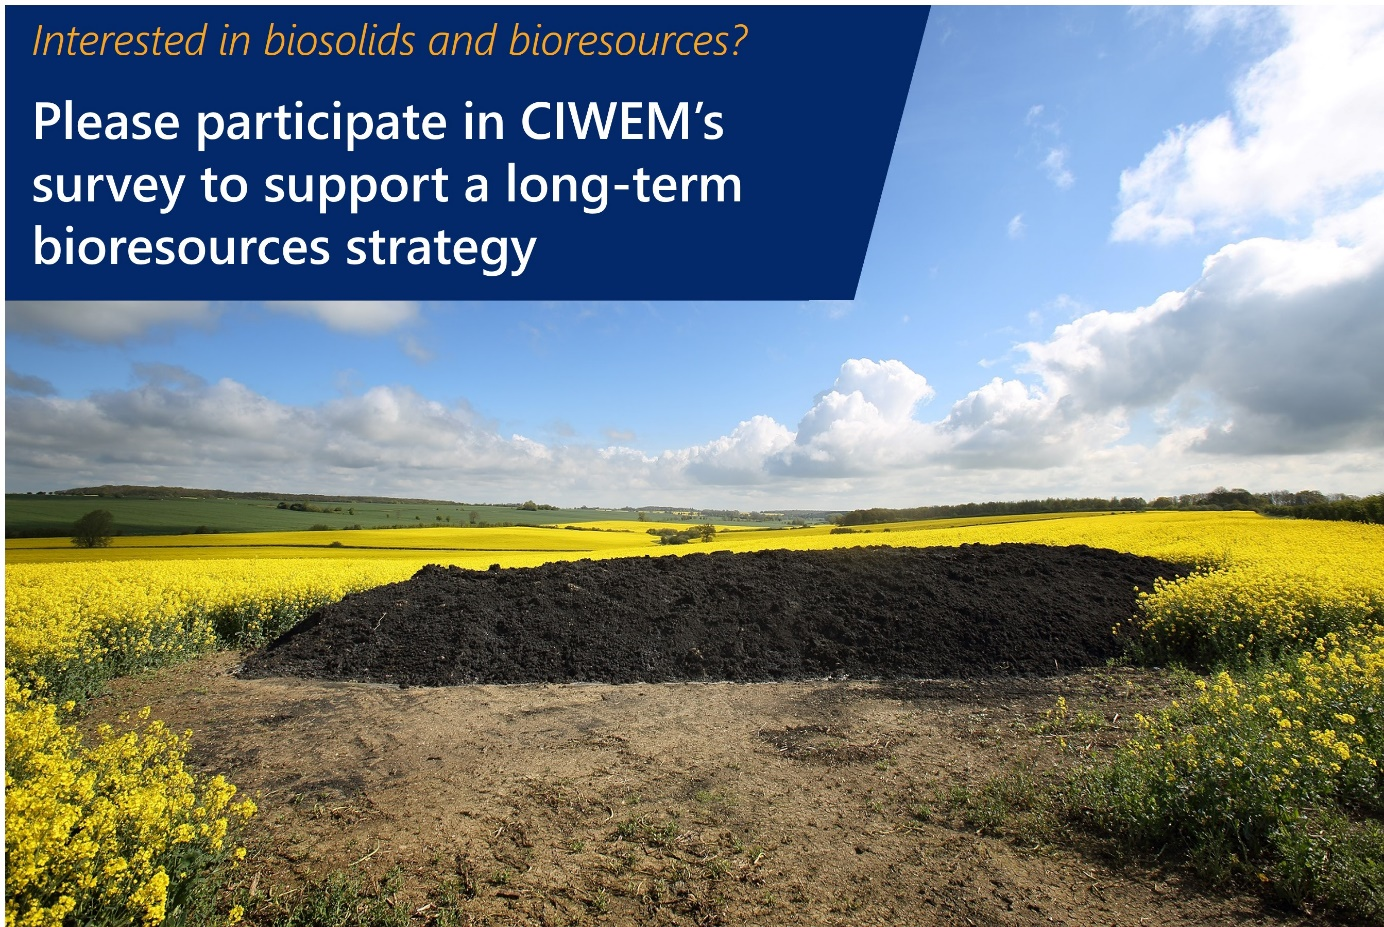 Interested in biosolids and bioresources?
Please participate in CIWEM’s
survey to support a long-term
bioresources strategy